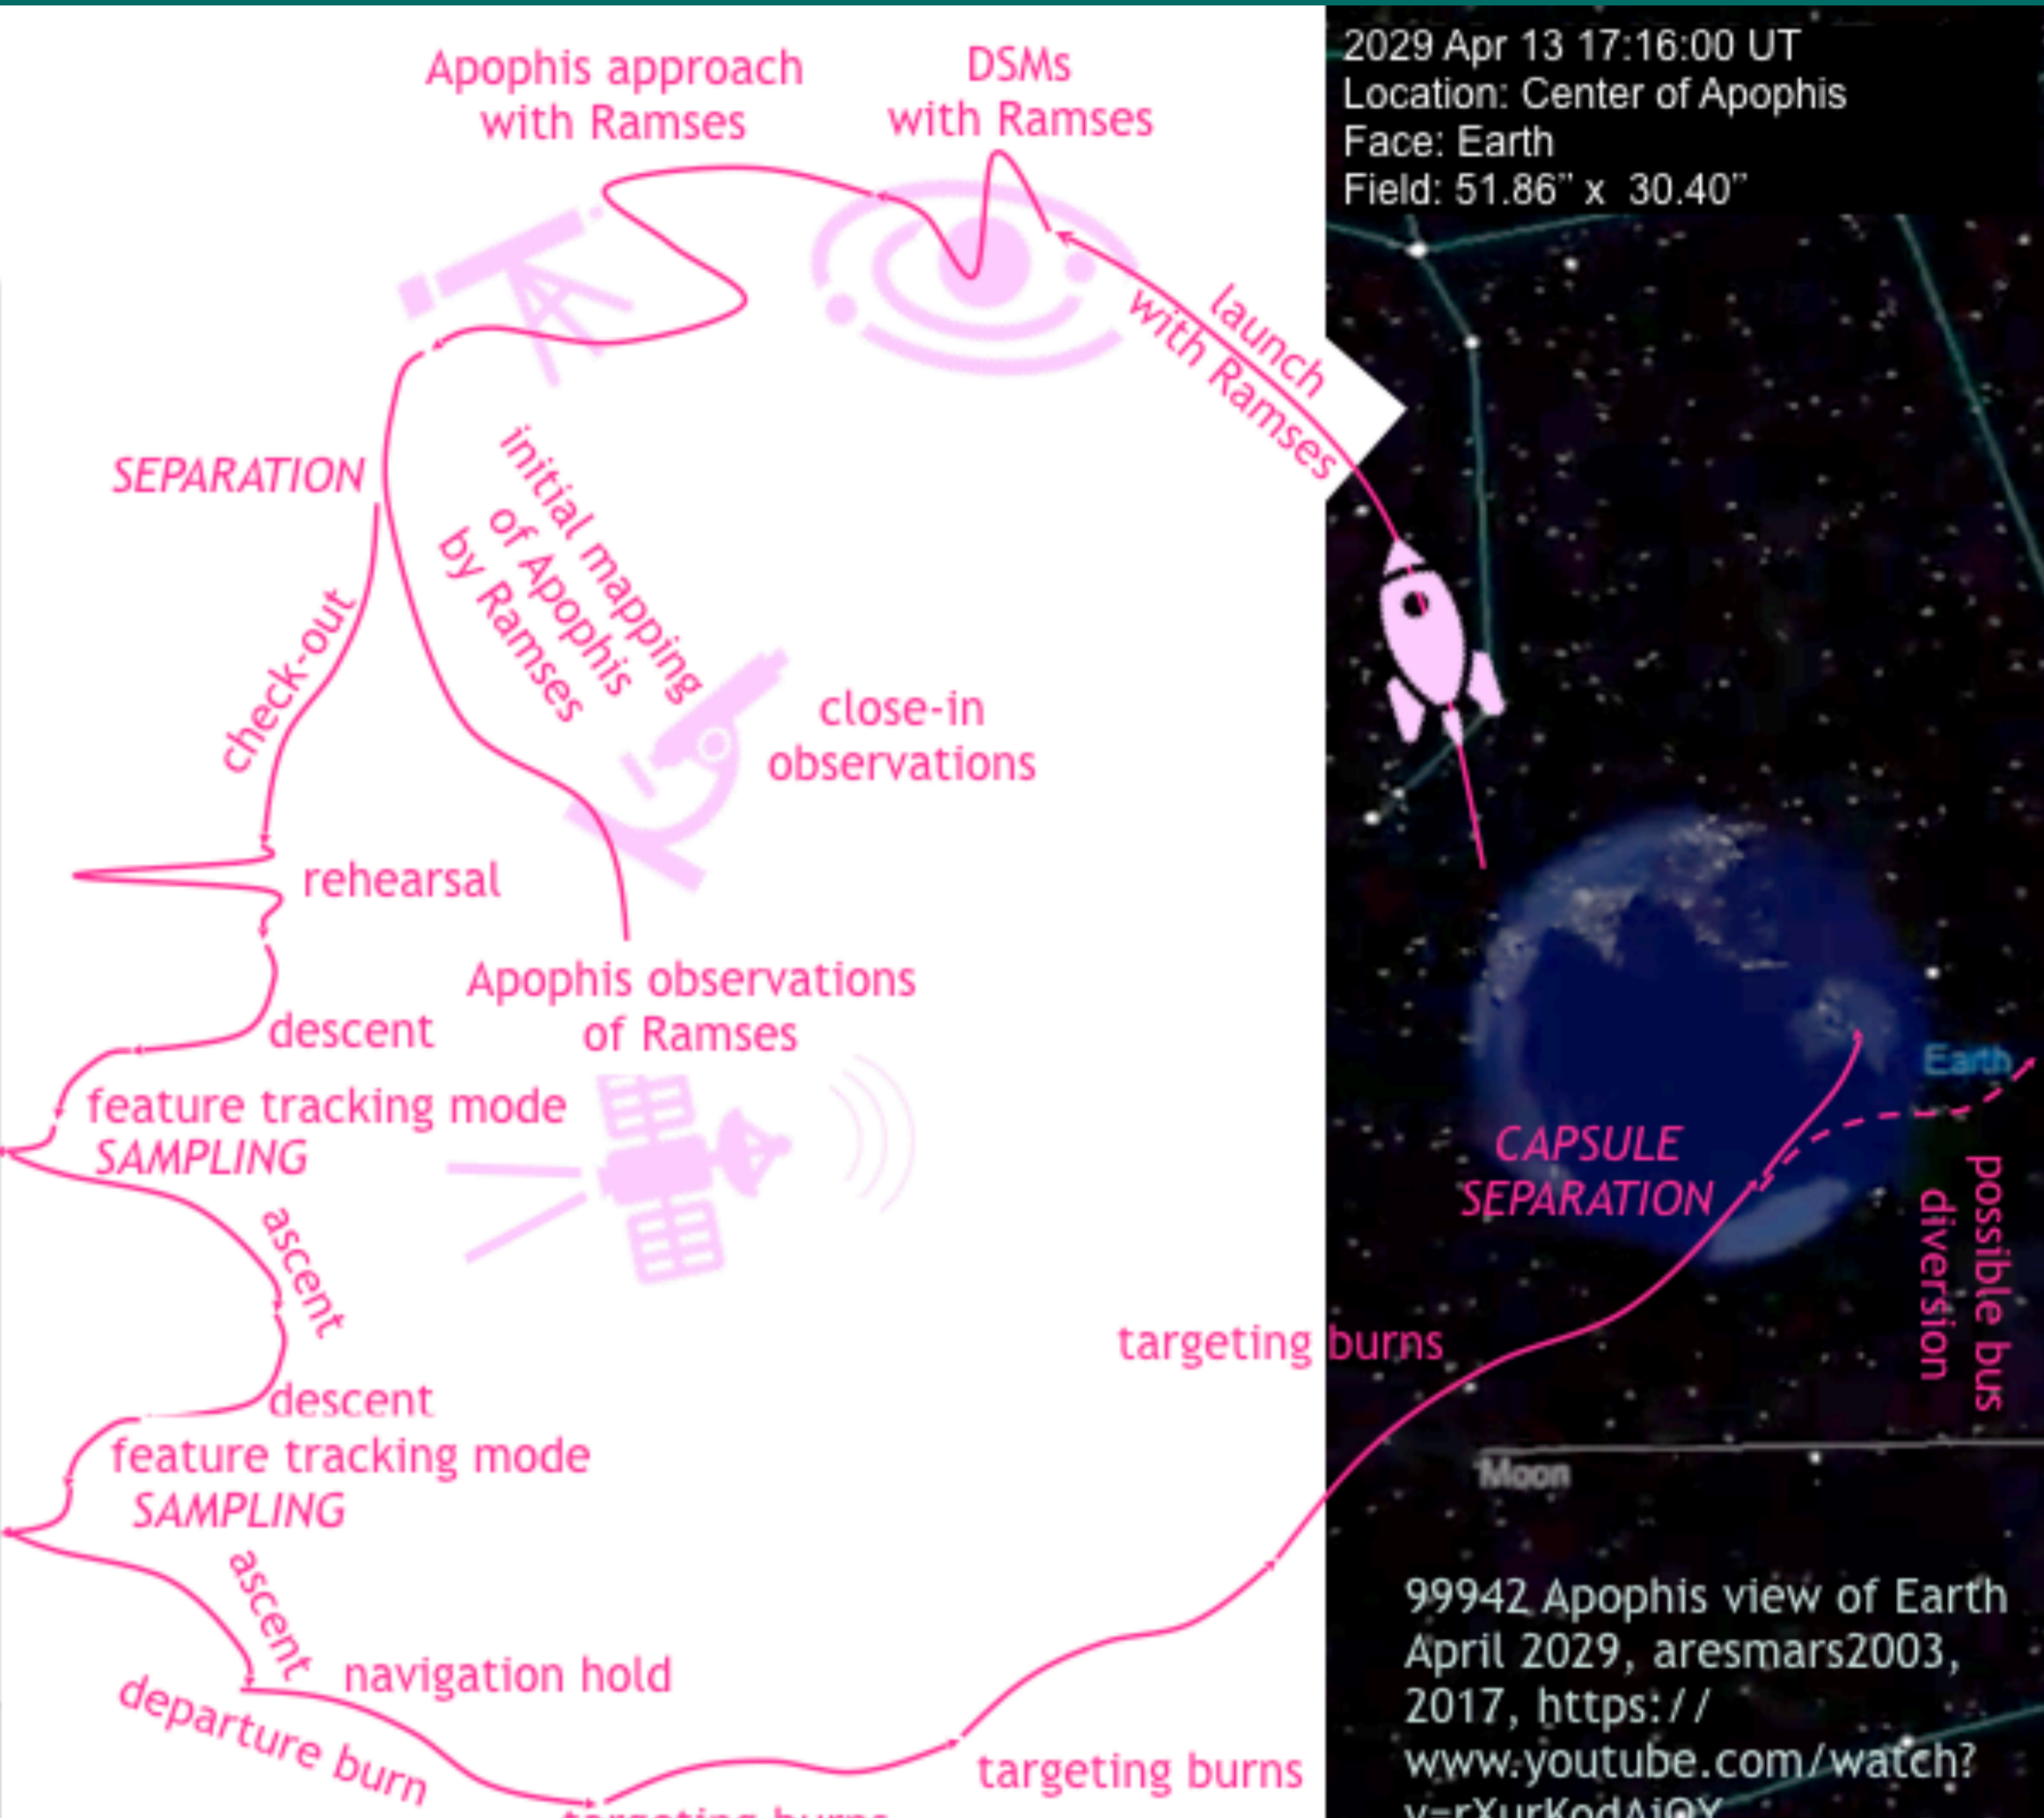 Apophis approach
with Ramses
DSMs
with Ramses
2029 Apr 13 17:16:00 UT
Location: Center of Apophis
Face: Earth
Field: 51.86” x 30.40”
launch
with Ramses
SEPARATION
initial mapping
of Apophis
by Ramses
check-out
close-in
observations
rehearsal
Apophis observations
of Ramses
descent
feature tracking mode
SAMPLING
ascent
descent
feature tracking mode
SAMPLING
ascent
navigation hold
departure burn
targeting burns
targeting burns
targeting burns
CAPSULE
SEPARATION
Earth
possible bus
diversion
Moon
99942 Apophis view of Earth
April 2029, aresmars2003,
2017, https://
www.youtube.com/watch?